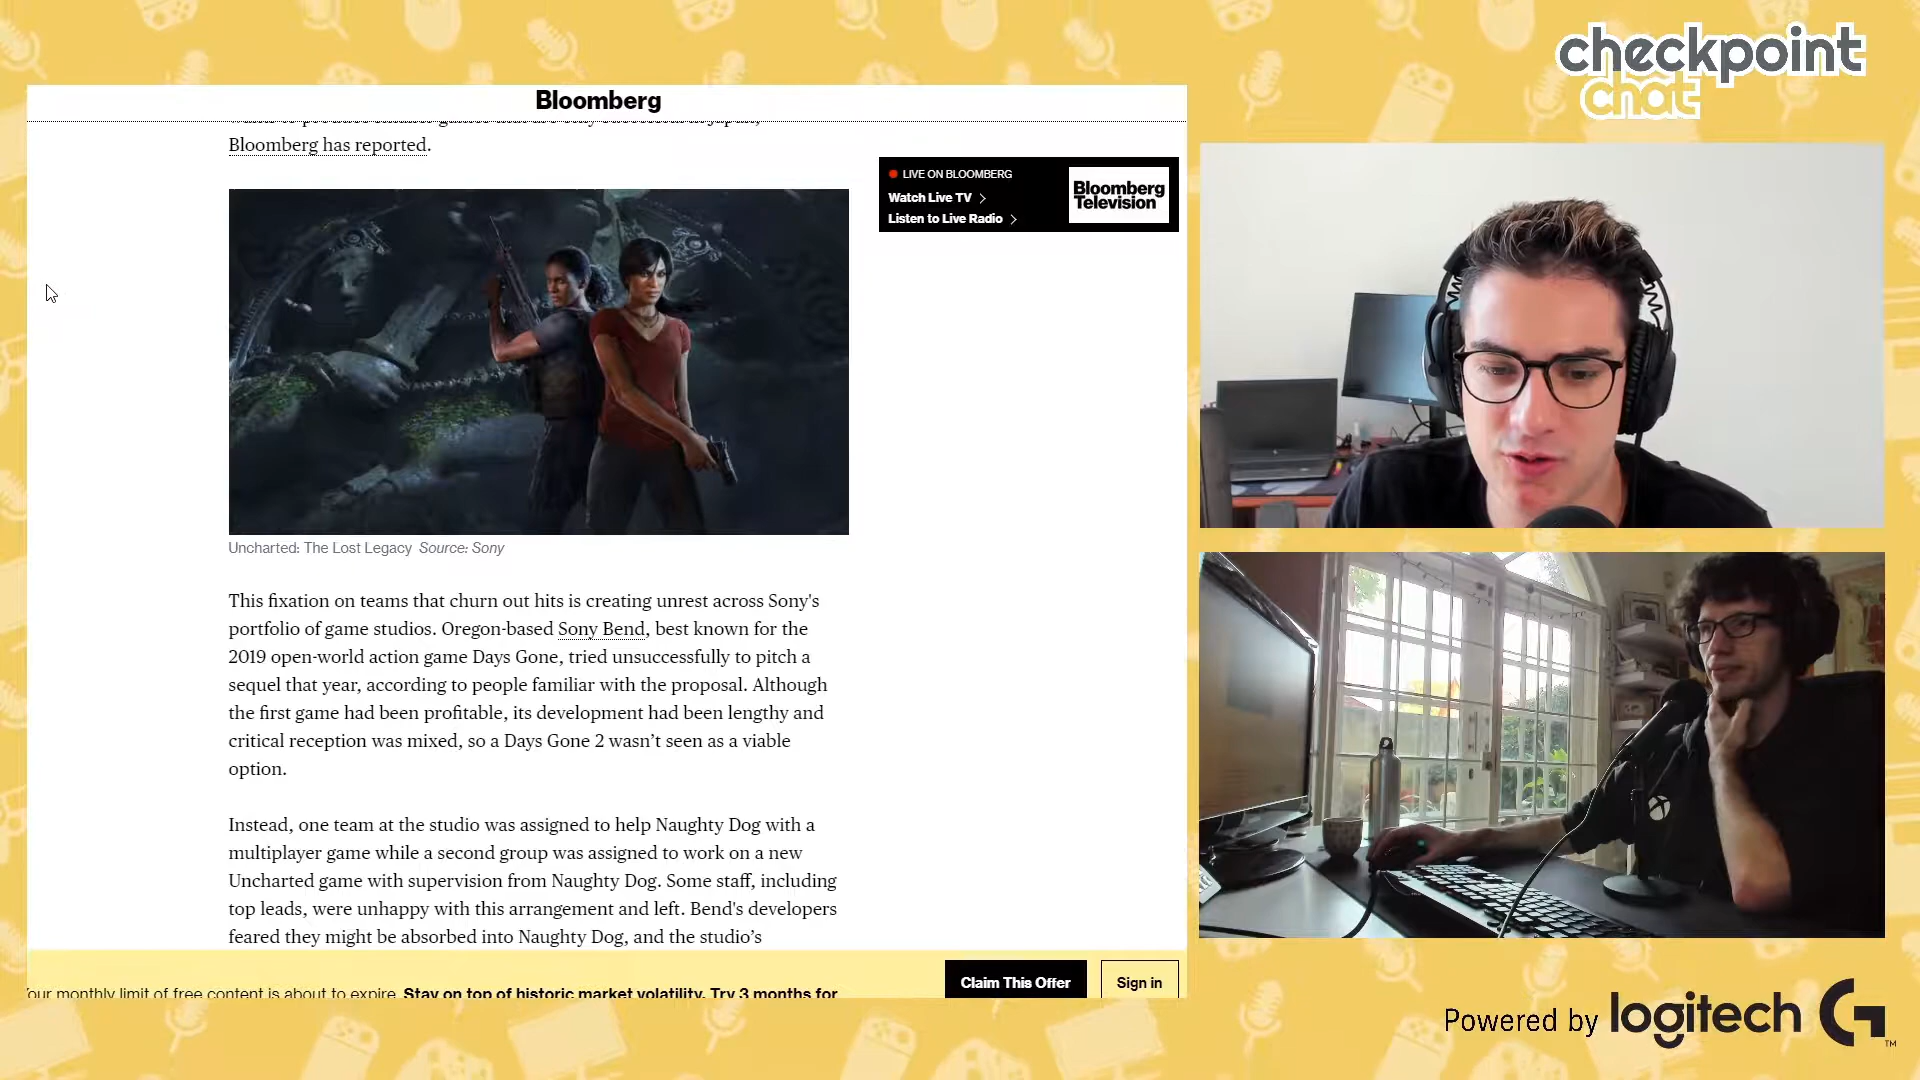 checkpoint
chat
Bloomberg
Bloomberg has reported.
LIVE ON BLOOMBERG
Watch Live TV
Listen to Live Radio
Bloomberg
Television
Uncharted: The Lost Legacy Source: Sony
This fixation on teams that churn out hits is creating unrest across Sony's
portfolio of game studios. Oregon-based Sony Bend, best known for the
2019 open-world action game Days Gone, tried unsuccessfully to pitch a
sequel that year, according to people familiar with the proposal. Although
the first game had been profitable, its development had been lengthy and
critical reception was mixed, so a Days Gone 2 wasn’t seen as a viable
option.
Instead, one team at the studio was assigned to help Naughty Dog with a
multiplayer game while a second group was assigned to work on a new
Uncharted game with supervision from Naughty Dog. Some staff, including
top leads, were unhappy with this arrangement and left. Bend's developers
feared they might be absorbed into Naughty Dog, and the studio’s
Your monthly limit of free content is about to expire. Stay on top of historic market volatility. Try 3 months for
Claim This Offer
Sign in
Powered by logitech G
TM